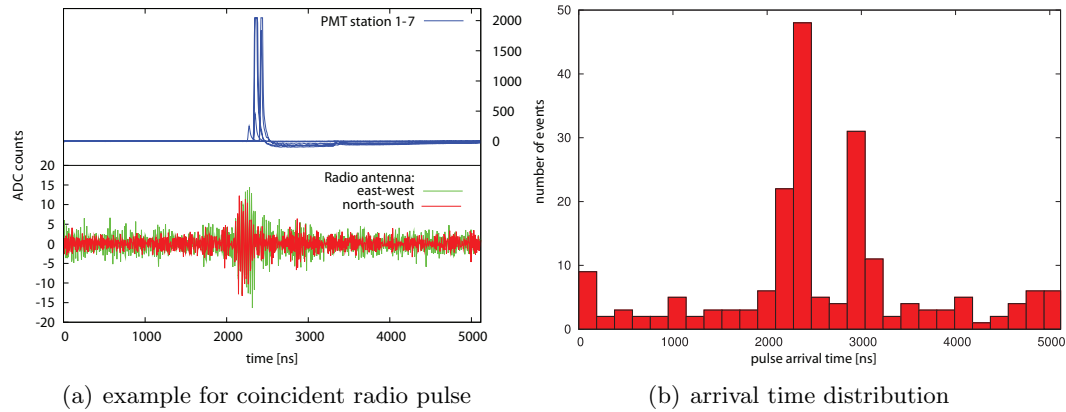 PMT station 1-7
2000
1500
1000
500
0
ADC counts
20
15
10
5
0
-5
-10
-15
-20
Radio antenna:
east-west
north-south
0 1000 2000 3000 4000 5000
time [ns]
(a) example for coincident radio pulse
50
40
30
20
10
0
number of events
0 1000 2000 3000 4000 5000
pulse arrival time [ns]
(b) arrival time distribution